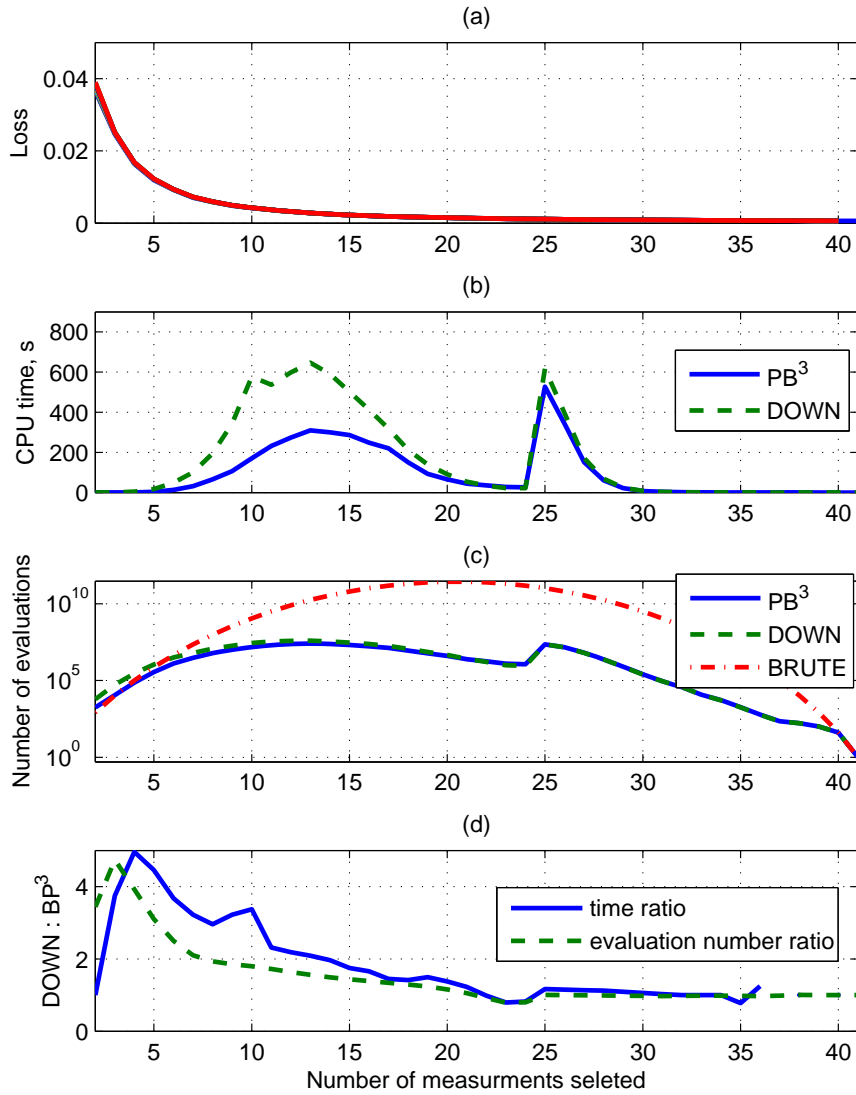 (a)
0.04
0.02
0
Loss
5 10 15 20 25 30 35 40
(b)
800
600
400
200
0
CPU time, s
PB³
DOWN
5 10 15 20 25 30 35 40
(c)
10¹⁰
10⁵
10⁰
Number of evaluations
PB³
DOWN
BRUTE
5 10 15 20 25 30 35 40
(d)
4
2
0
DOWN : BP³
time ratio
evaluation number ratio
5 10 15 20 25 30 35 40
Number of measurments seleted